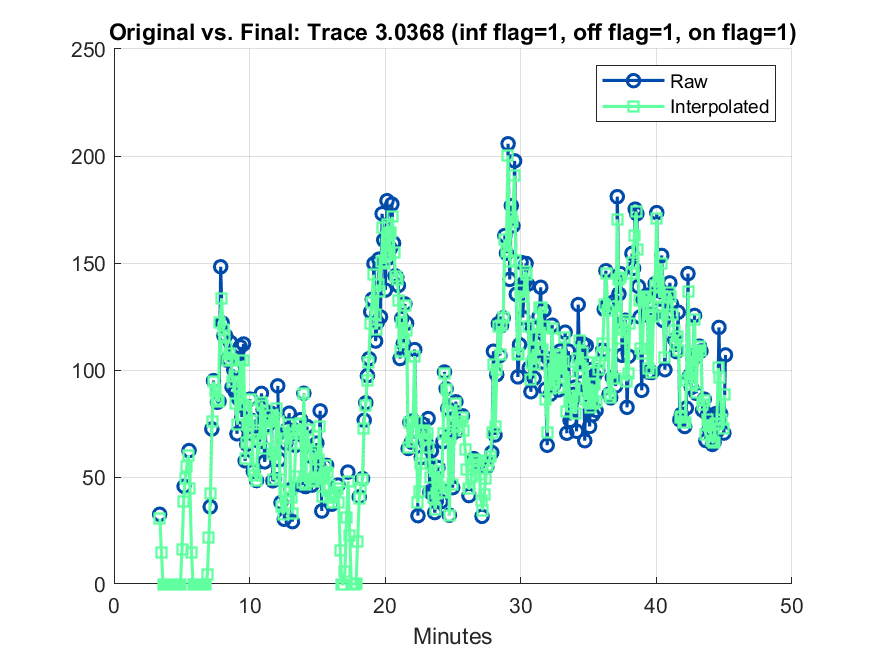 Original vs. Final: Trace 3.0368 (inf flag=1, off flag=1, on flag=1)
250
200
150
100
50
0
Raw
Interpolated
0 10 20 30 40 50
Minutes